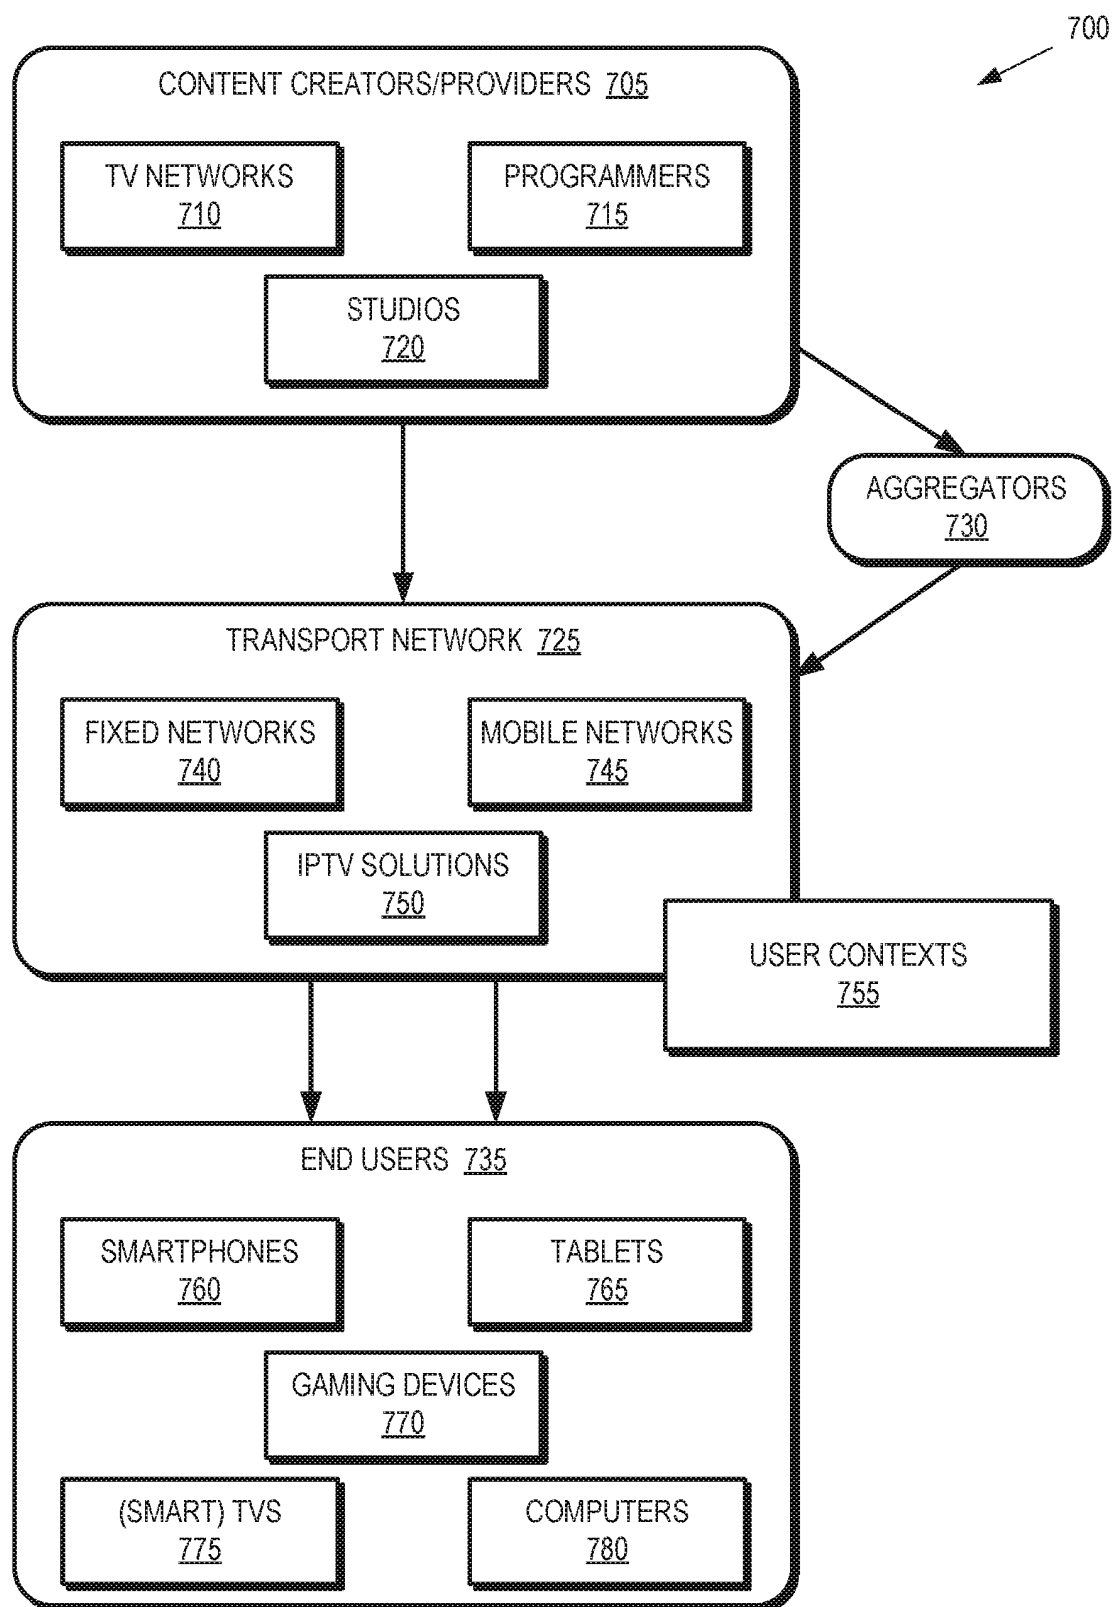 700
CONTENT CREATORS/PROVIDERS 705
TV NETWORKS
710
PROGRAMMERS
715
STUDIOS
720
AGGREGATORS
730
TRANSPORT NETWORK 725
FIXED NETWORKS
740
MOBILE NETWORKS
745
IPTV SOLUTIONS
750
USER CONTEXTS
755
END USERS 735
SMARTPHONES
760
TABLETS
765
GAMING DEVICES
770
(SMART) TVS
775
COMPUTERS
780